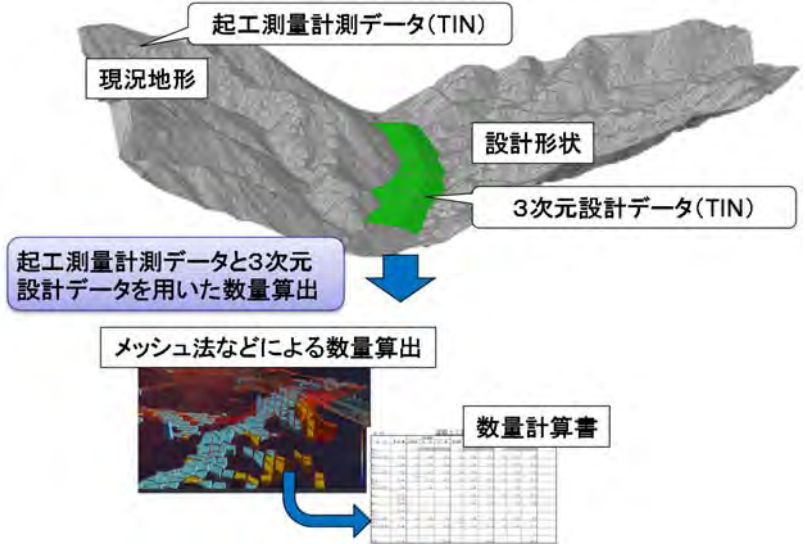 起工測量計測データ(TIN)
現況地形
設計形状
3次元設計データ(TIN)
起工測量計測データと3次元
設計データを用いた数量算出
メッシュ法などによる数量算出
数量計算書